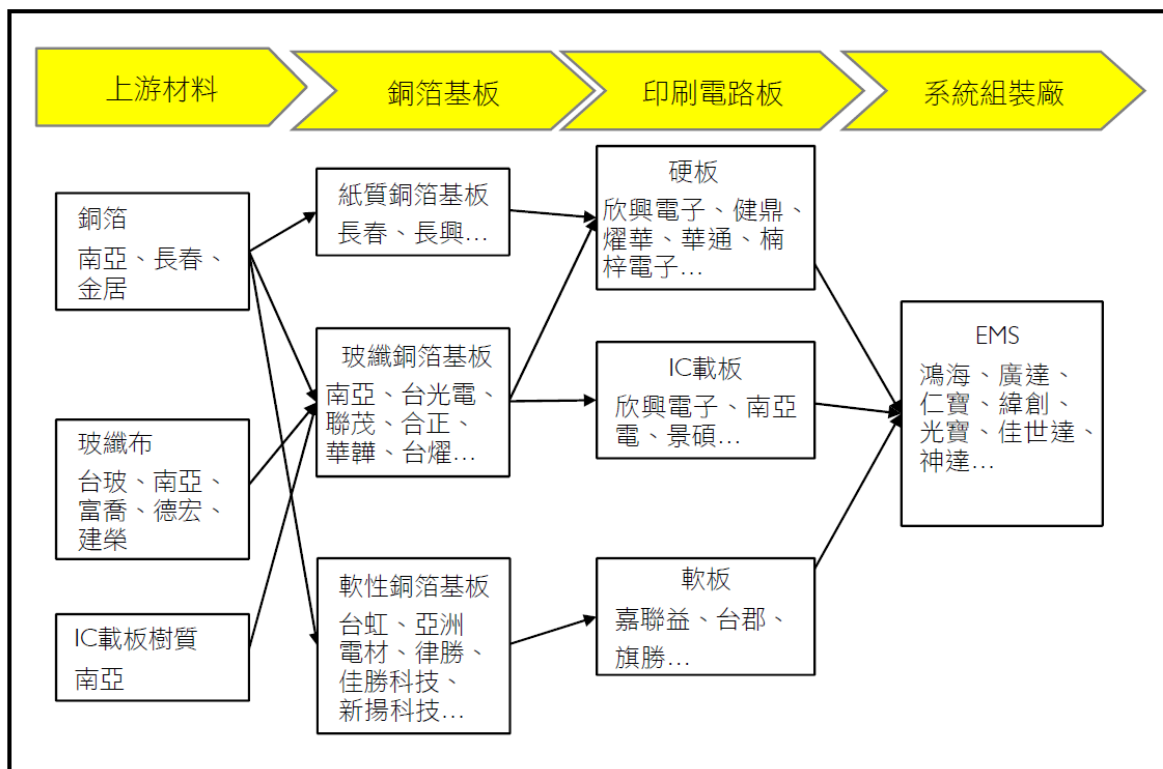 上游材料
銅箔基板
印刷電路板
系統組裝廠
銅箔
南亞、長春、
金居
玻纖布
台玻、南亞、
富喬、德宏、
建榮
IC載板樹質
南亞
紙質銅箔基板
長春、長興…
玻纖銅箔基板
南亞、台光電、
聯茂、合正、
華韡、台燿…
軟性銅箔基板
台虹、亞洲
電材、律勝、
佳勝科技、
新揚科技…
硬板
欣興電子、健鼎、
燿華、華通、楠
梓電子…
IC載板
欣興電子、南亞
電、景碩…
軟板
嘉聯益、台郡、
旗勝…
EMS
鴻海、廣達、
仁寶、緯創、
光寶、佳世達、
神達…